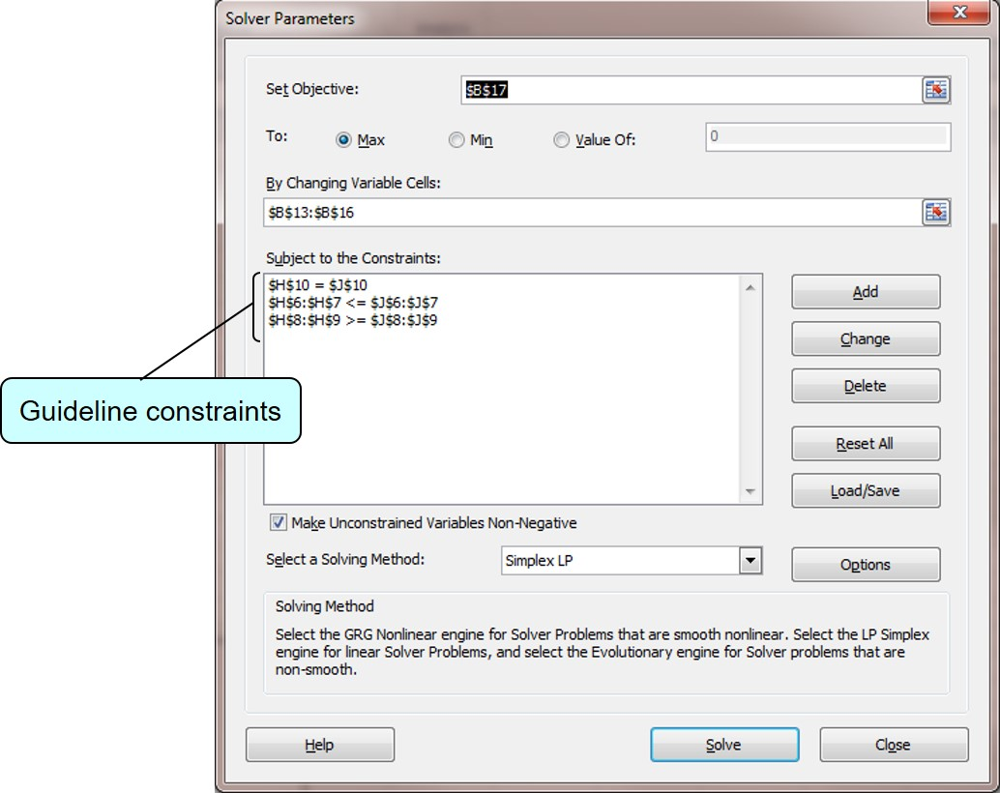 Solver Parameters
Set Objective:
$B$17
To:
Max
Min
Value Of:
0
By Changing Variable Cells:
$B$13:$B$16
Subject to the Constraints:
$H$10 = $J$10
$H$6:$H$7 <= $J$6:$J$7
$H$8:$H$9 >= $J$8:$J$9
Add
Change
Delete
Reset All
Load/Save
Guideline constraints
Make Unconstrained Variables Non-Negative
Select a Solving Method:
Simplex LP
Options
Solving Method
Select the GRG Nonlinear engine for Solver Problems that are smooth nonlinear. Select the LP Simplex
engine for linear Solver Problems, and select the Evolutionary engine for Solver problems that are
non-smooth.
Help
Solve
Close